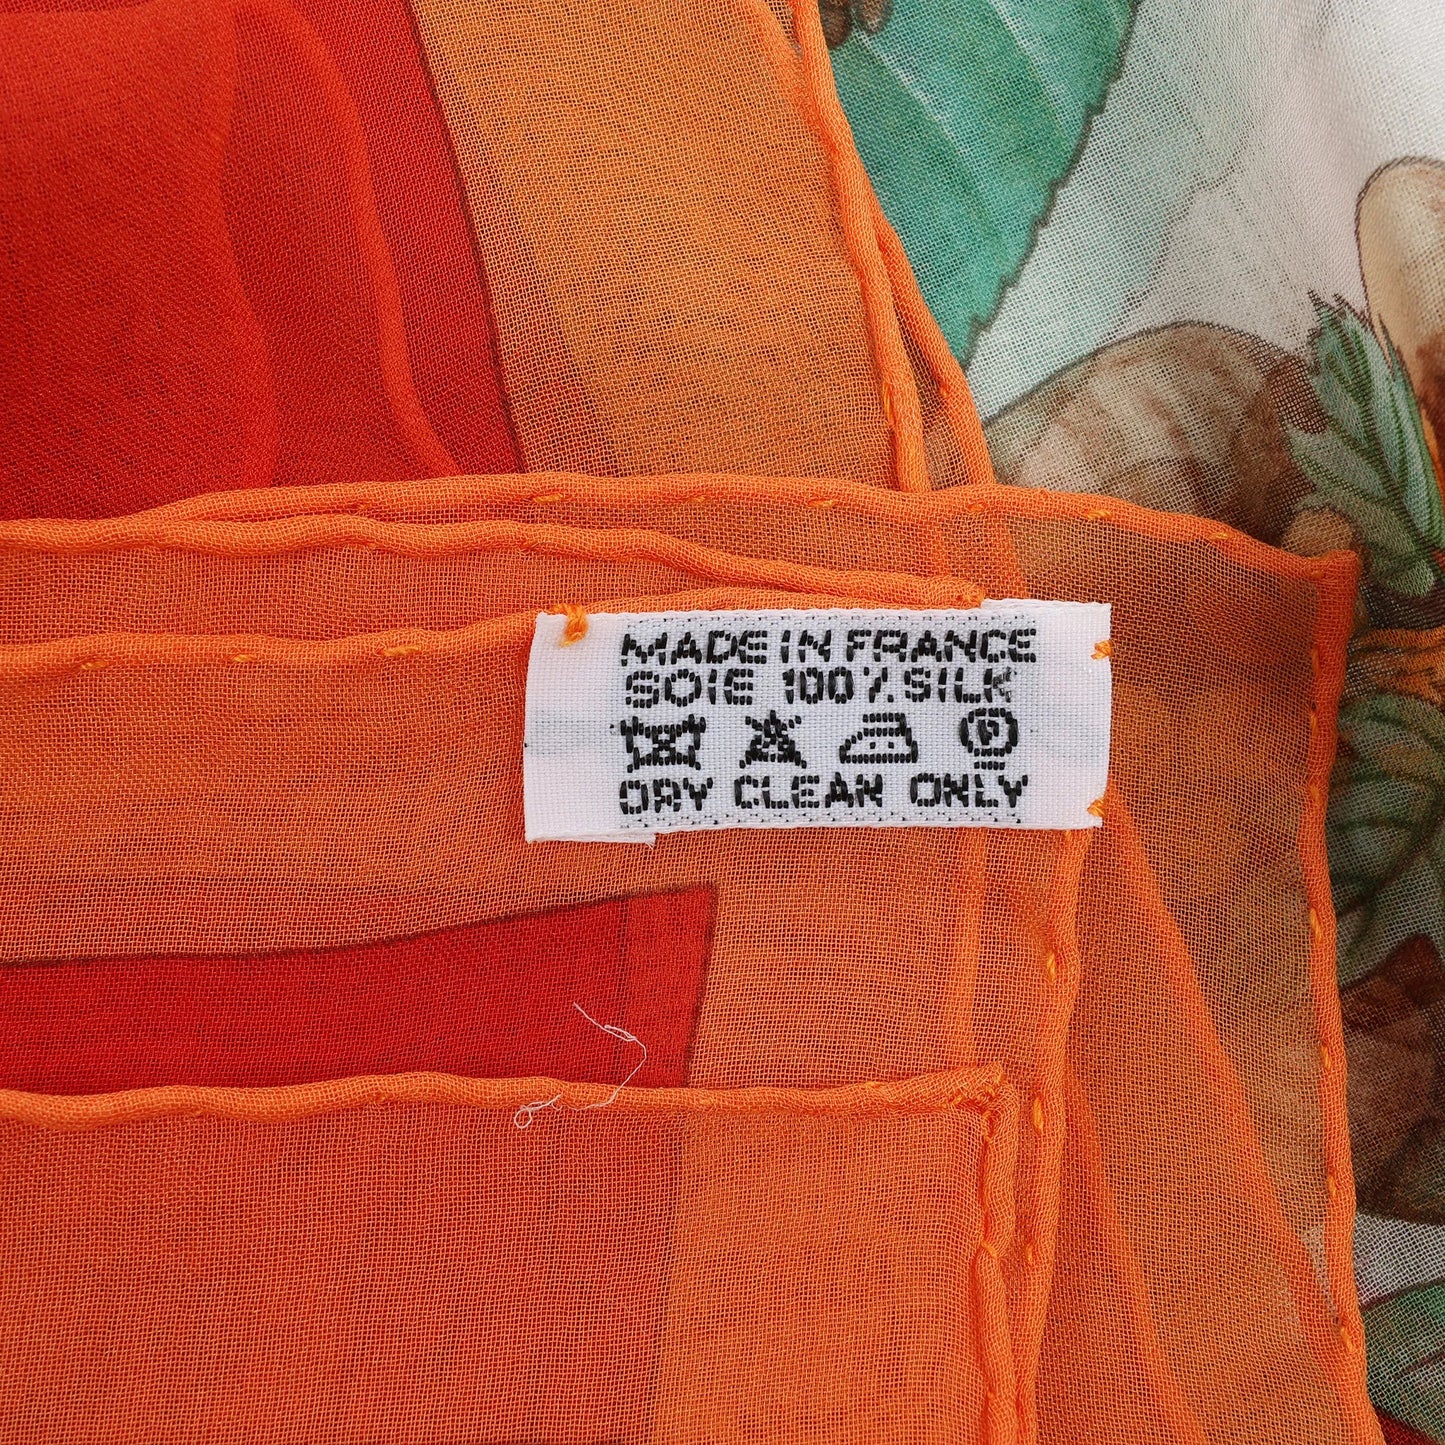 MADE IN FRANCE
SOIE 100% SILK
P
DRY CLEAN ONLY